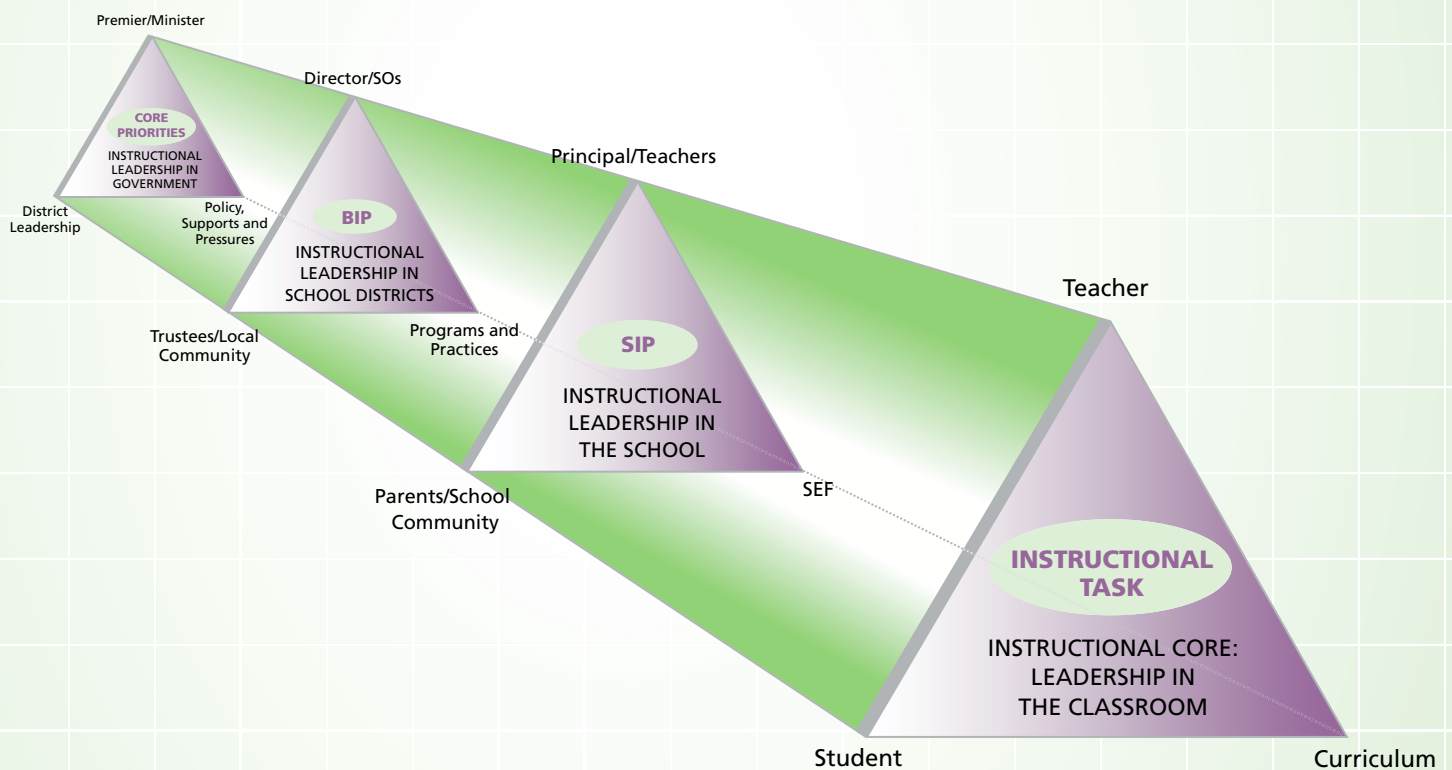 Premier/Minister
CORE
PRIORITIES
INSTRUCTIONAL
LEADERSHIP IN
GOVERNMENT
District
Leadership
Policy,
Supports and
Pressures
Director/SOs
BIP
INSTRUCTIONAL
LEADERSHIP IN
SCHOOL DISTRICTS
Trustees/Local
Community
Programs and
Practices
Principal/Teachers
SIP
INSTRUCTIONAL
LEADERSHIP IN
THE SCHOOL
Parents/School
Community
SEF
Teacher
INSTRUCTIONAL
TASK
INSTRUCTIONAL CORE:
LEADERSHIP IN
THE CLASSROOM
Student
Curriculum